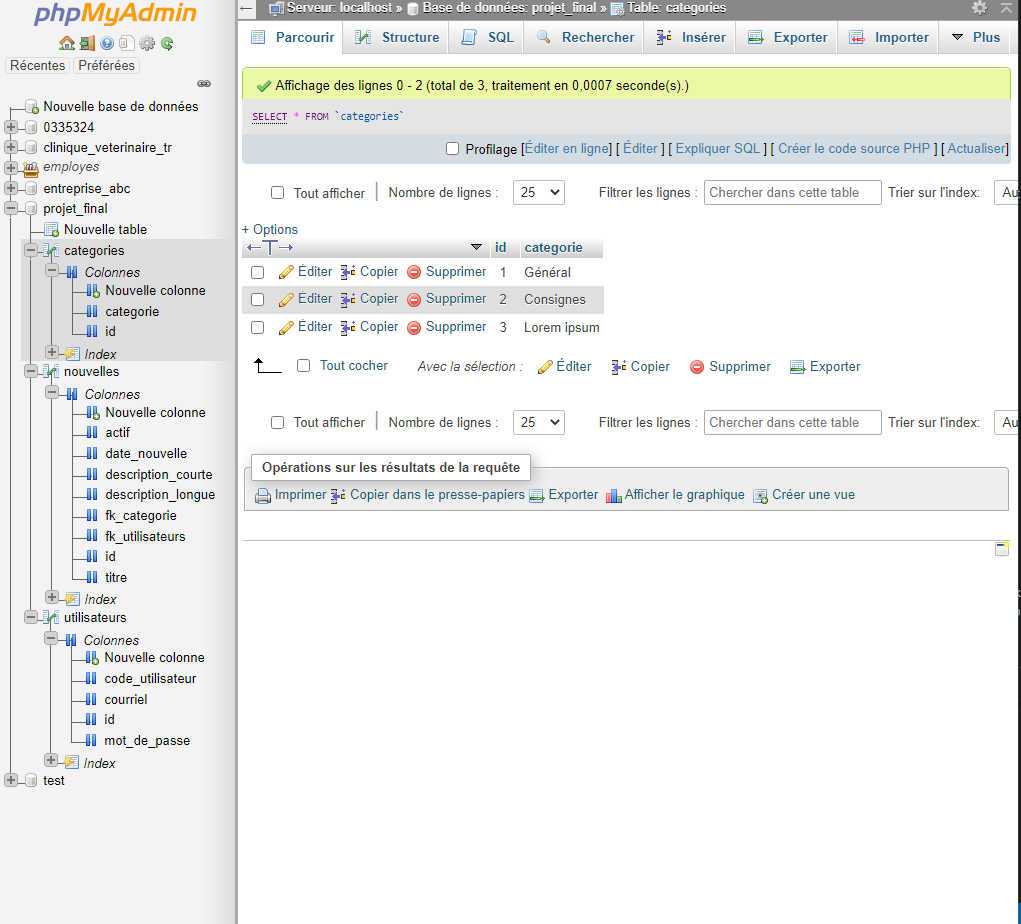 phpMyAdmin
Récentes Préférées
Nouvelle base de données
0335324
clinique_veterinaire_tr
employes
entreprise_abc
projet_final
Nouvelle table
categories
Colonnes
Nouvelle colonne
categorie
id
Index
nouvelles
Colonnes
Nouvelle colonne
actif
date_nouvelle
description_courte
description_longue
fk_categorie
fk_utilisateurs
id
titre
Index
utilisateurs
Colonnes
Nouvelle colonne
code_utilisateur
courriel
id
mot_de_passe
Index
test
Serveur: localhost » Base de données: projet_final » Table: categories
Parcourir Structure SQL Rechercher Insérer Exporter Importer Plus
Affichage des lignes 0 - 2 (total de 3, traitement en 0,0007 seconde(s).)
SELECT * FROM `categories`
Profilage [Éditer en ligne] [ Éditer ] [ Expliquer SQL ] [ Créer le code source PHP ] [ Actualiser]
Tout afficher Nombre de lignes : 25 Filtrer les lignes : Chercher dans cette table Trier sur l'index: Au
+ Options
←T→ id categorie
Éditer Copier Supprimer 1 Général
Éditer Copier Supprimer 2 Consignes
Éditer Copier Supprimer 3 Lorem ipsum
Tout cocher Avec la sélection : Éditer Copier Supprimer Exporter
Tout afficher Nombre de lignes : 25 Filtrer les lignes : Chercher dans cette table Trier sur l'index: Au
Opérations sur les résultats de la requête
Imprimer Copier dans le presse-papiers Exporter Afficher le graphique Créer une vue